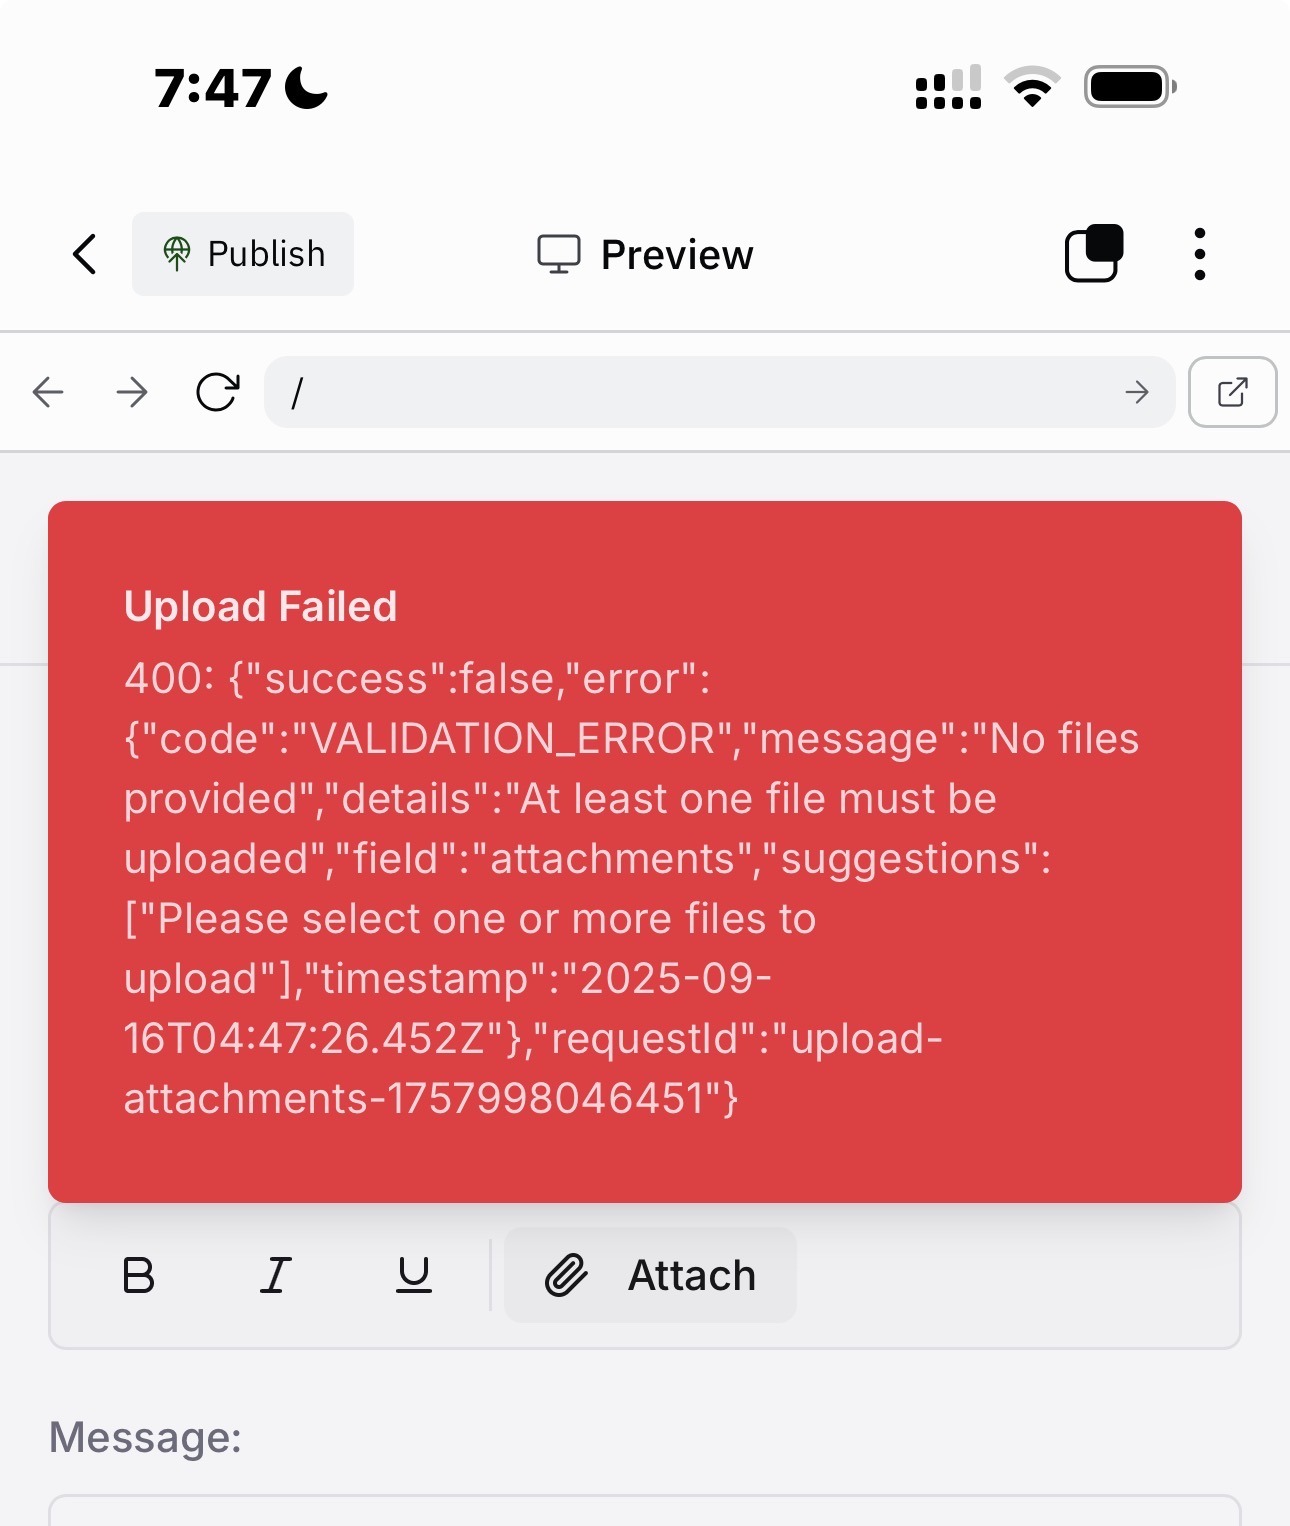 7:47
Publish
Preview
/
Upload Failed
400: {"success":false,"error":
{"code":"VALIDATION_ERROR","message":"No files
provided","details":"At least one file must be
uploaded","field":"attachments","suggestions":
["Please select one or more files to
upload"],"timestamp":"2025-09-
16T04:47:26.452Z"},"requestId":"upload-
attachments-1757998046451"}
B I U Attach
Message: